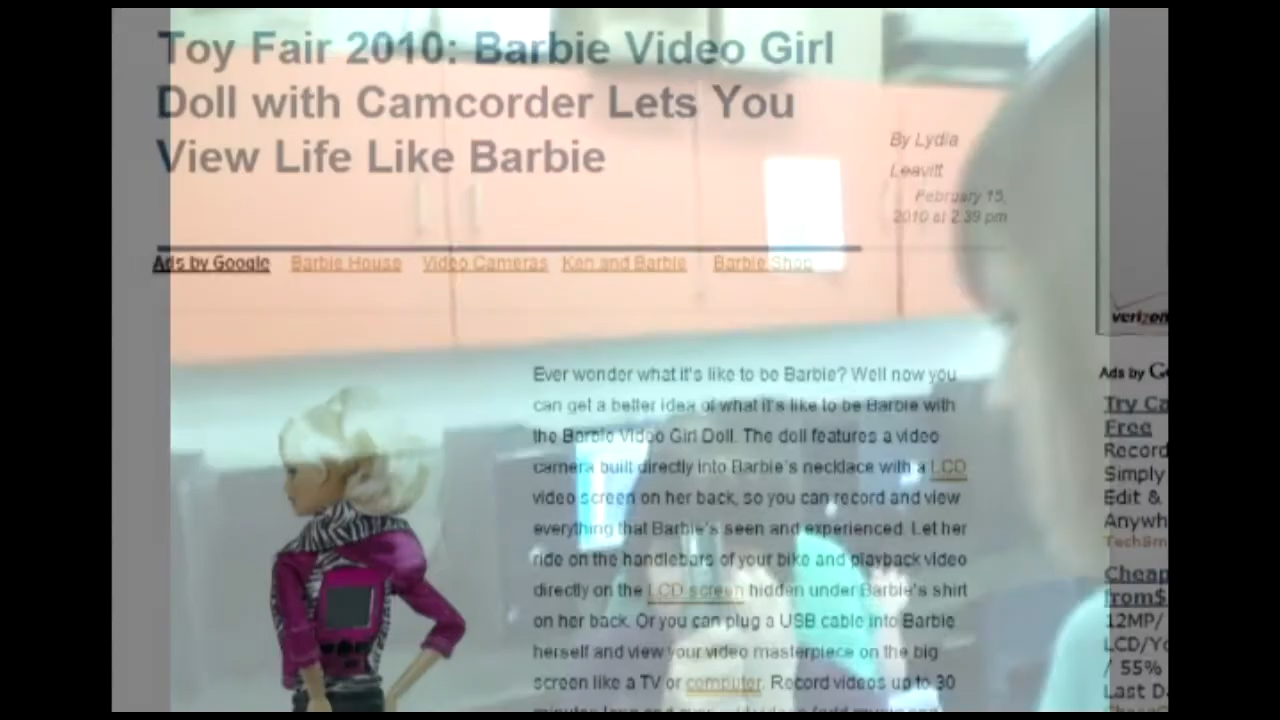 Toy Fair 2010: Barbie Video Girl
Doll with Camcorder Lets You
View Life Like Barbie
By Lydia
Leavitt
February 15,
2010 at 2:39 pm
Ads by Google Barbie House Video Cameras Ken and Barbie Barbie Shop
verizon
Ever wonder what it's like to be Barbie? Well now you
can get a better idea of what it's like to be Barbie with
the Barbie Video Girl Doll. The doll features a video
camera built directly into Barbie's necklace with a LCD
video screen on her back, so you can record and view
everything that Barbie's seen and experienced. Let her
ride on the handlebars of your bike and playback video
directly on the LCD screen hidden under Barbie's shirt
on her back. Or you can plug a USB cable into Barbie
herself and view your video masterpiece on the big
screen like a TV or computer. Record videos up to 30
Ads by
Try
Free
Record
Simply
Edit &
TechSm
Cheap
from$
12MP/
/ 55%
Last